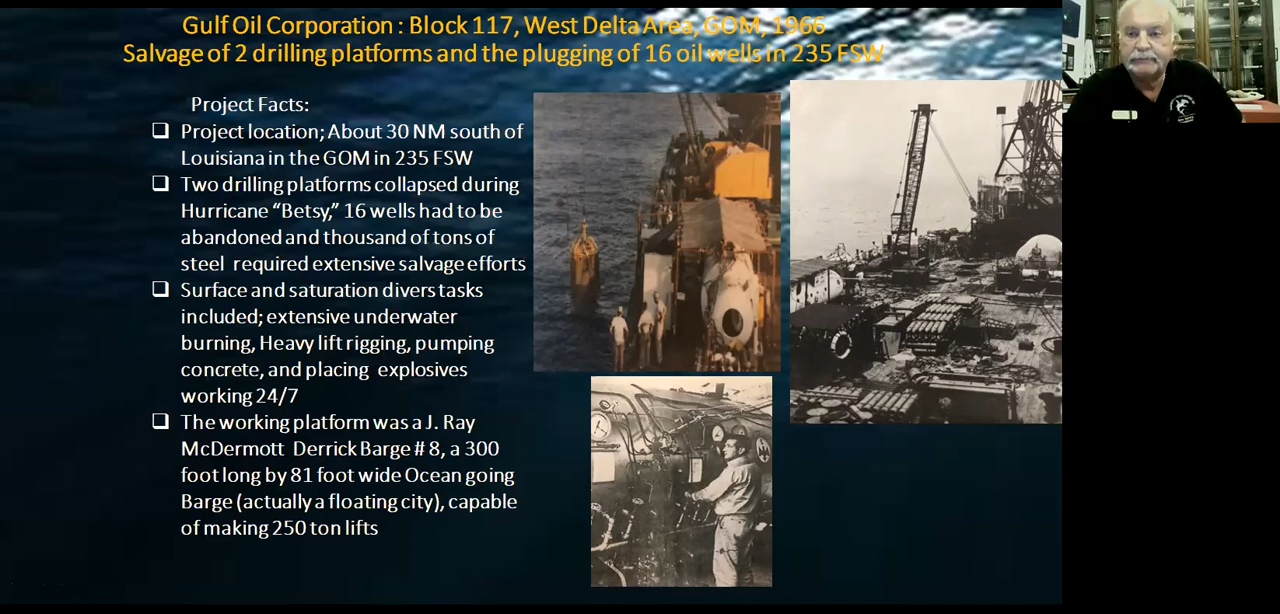 Gulf Oil Corporation : Block 117, West Delta Area, GOM, 1966
Salvage of 2 drilling platforms and the plugging of 16 oil wells in 235 FSW
Project Facts:
Project location; About 30 NM south of
Louisiana in the GOM in 235 FSW
Two drilling platforms collapsed during
Hurricane “Betsy,” 16 wells had to be
abandoned and thousand of tons of
steel required extensive salvage efforts
Surface and saturation divers tasks
included; extensive underwater
burning, Heavy lift rigging, pumping
concrete, and placing explosives
working 24/7
The working platform was a J. Ray
McDermott Derrick Barge # 8, a 300
foot long by 81 foot wide Ocean going
Barge (actually a floating city), capable
of making 250 ton lifts